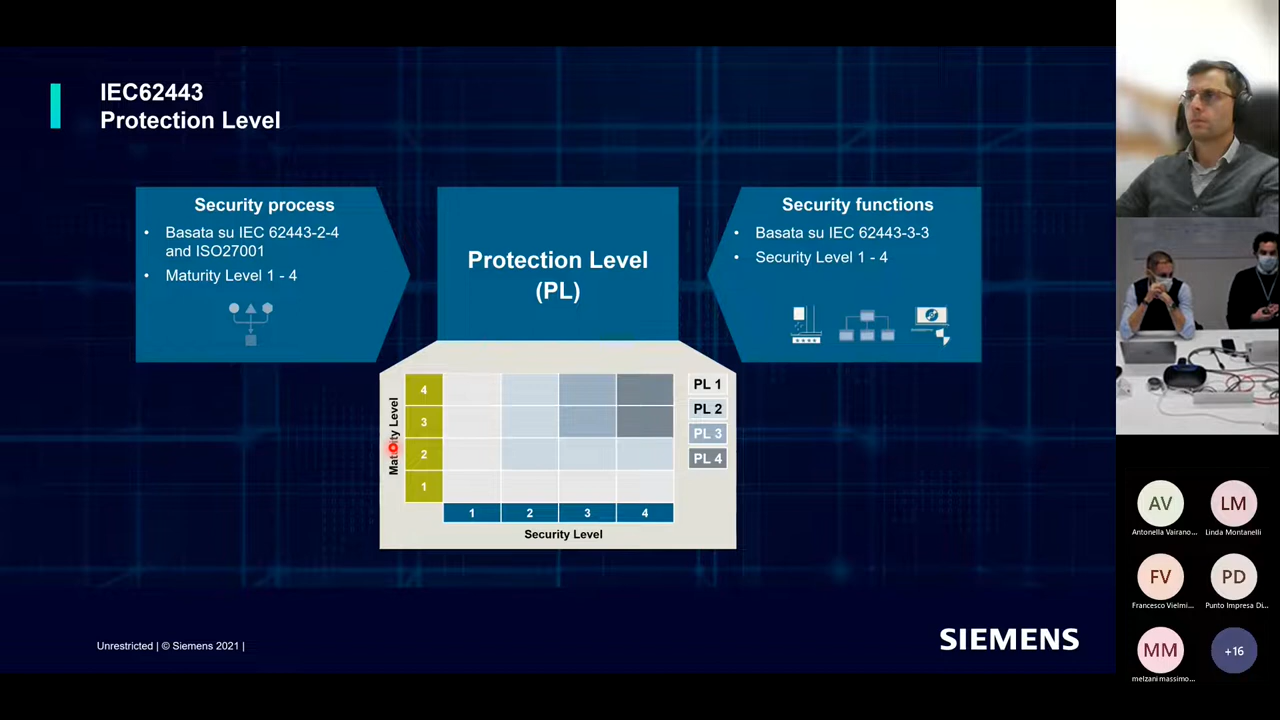 IEC62443
Protection Level
Security process
• Basata su IEC 62443-2-4
and ISO27001
• Maturity Level 1 - 4
Protection Level
(PL)
Security functions
• Basata su IEC 62443-3-3
• Security Level 1 - 4
Maturity Level
4
3
2
1
1 2 3 4
Security Level
PL 1
PL 2
PL 3
PL 4
Unrestricted | © Siemens 2021 |
SIEMENS
AV
Antonella Vairano...
LM
Linda Montanelli
FV
Francesco Vielmi...
PD
Punto Impresa Di...
MM
melzani massimo...
+16